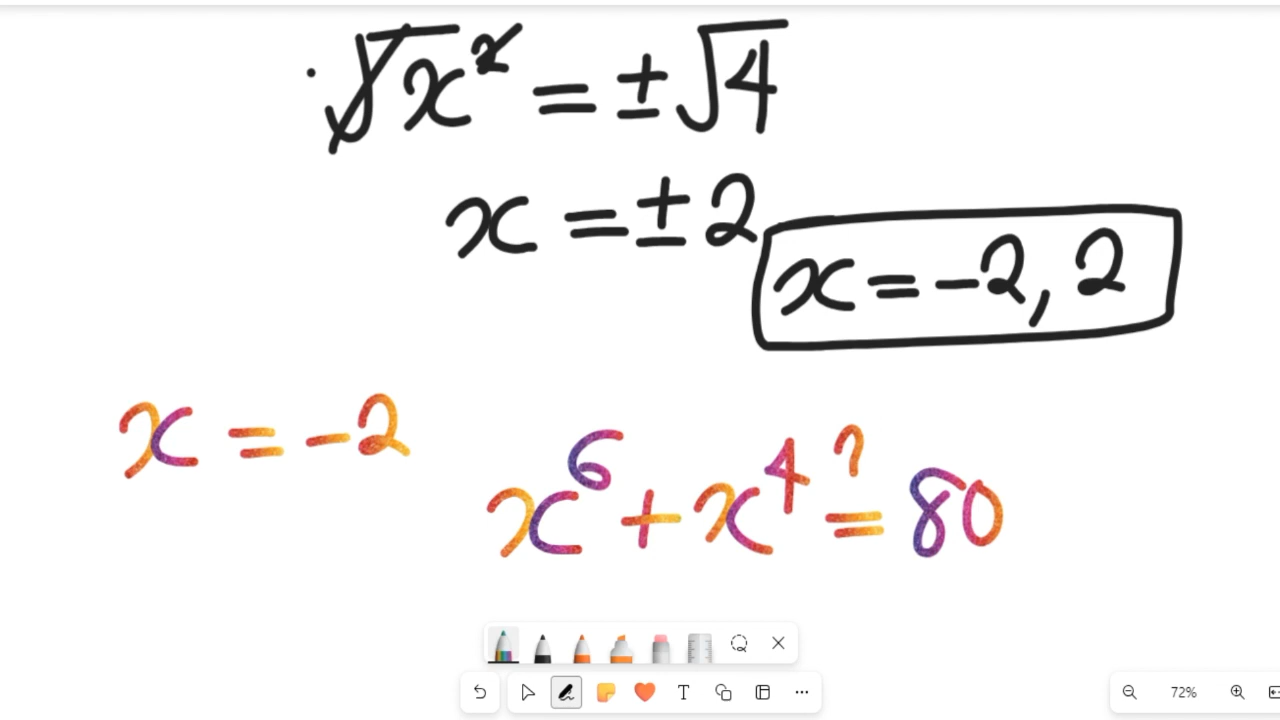 √x² = ±√4
x = ±2
x = -2, 2
x = -2
x⁶ + x⁴ ?= 80
T
72%